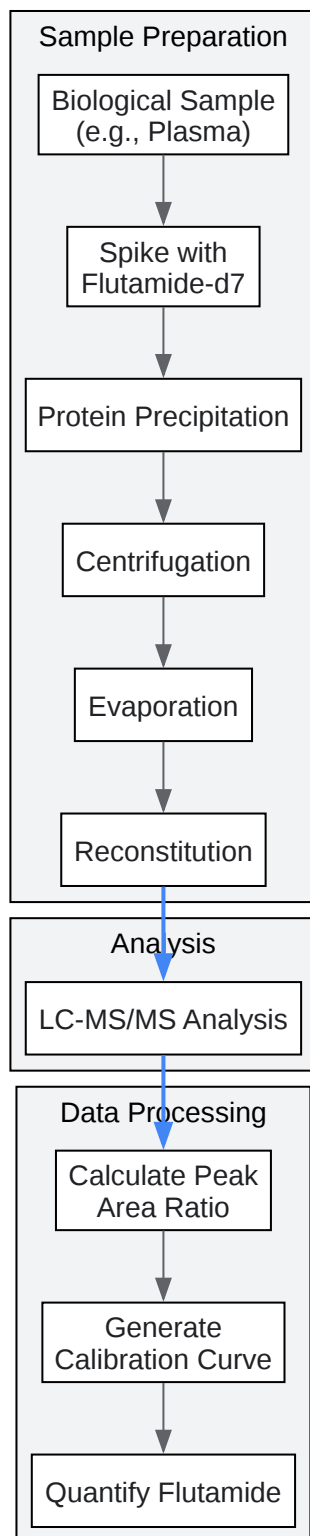 Sample Preparation
Biological Sample
(e.g., Plasma)
Spike with
Flutamide-d7
Protein Precipitation
Centrifugation
Evaporation
Reconstitution
Analysis
LC-MS/MS Analysis
Data Processing
Calculate Peak
Area Ratio
Generate
Calibration Curve
Quantify Flutamide